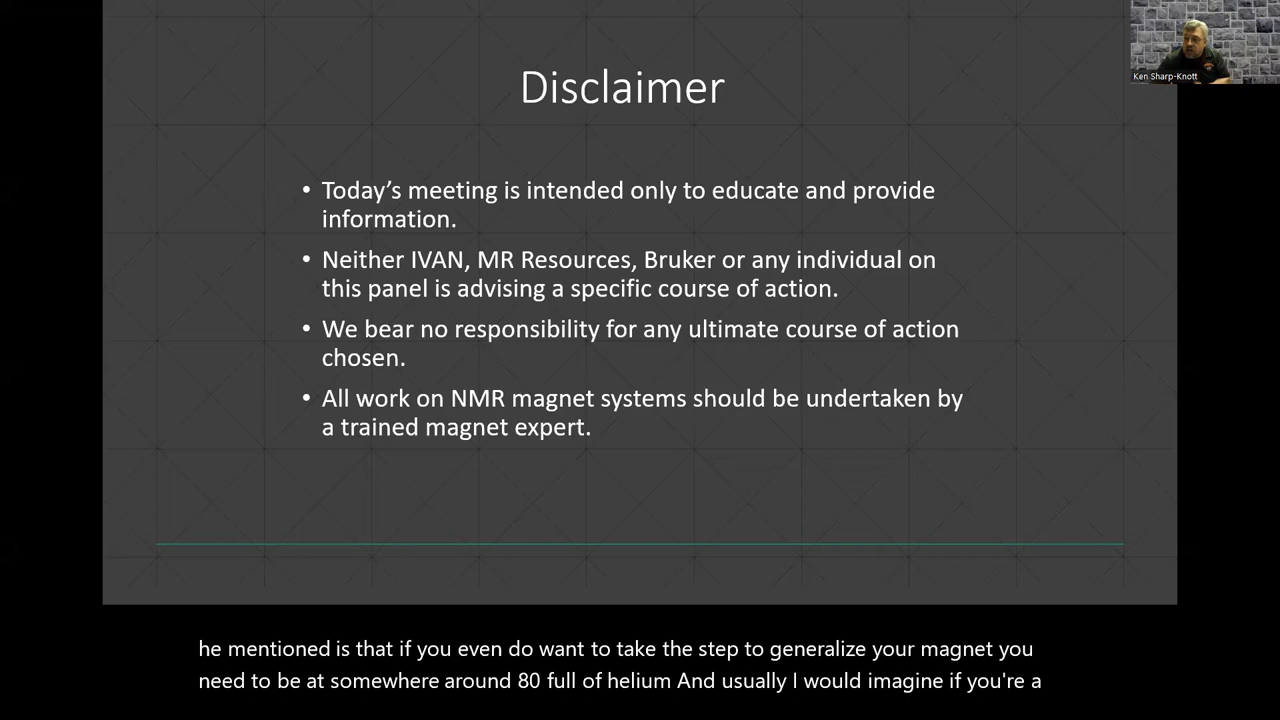 Ken Sharp-Knott
Disclaimer
• Today’s meeting is intended only to educate and provide
information.
• Neither IVAN, MR Resources, Bruker or any individual on
this panel is advising a specific course of action.
• We bear no responsibility for any ultimate course of action
chosen.
• All work on NMR magnet systems should be undertaken by
a trained magnet expert.
he mentioned is that if you even do want to take the step to generalize your magnet you
need to be at somewhere around 80 full of helium And usually I would imagine if you're a